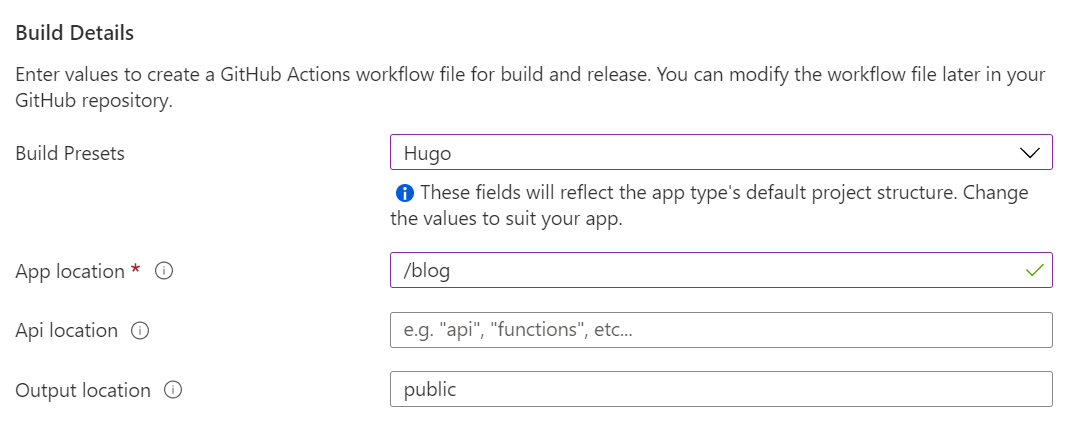 Build Details
Enter values to create a GitHub Actions workflow file for build and release. You can modify the workflow file later in your
GitHub repository.
Build Presets
Hugo
These fields will reflect the app type's default project structure. Change
the values to suit your app.
App location *
/blog
Api location
e.g. "api", "functions", etc...
Output location
public